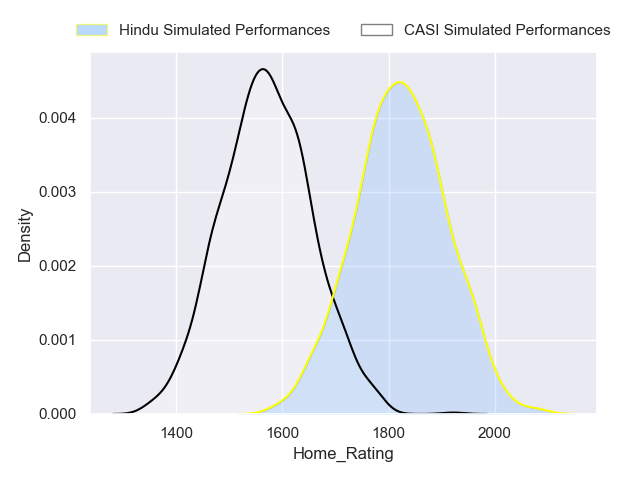 Hindu Simulated Performances CASI Simulated Performances
Density
0.004
0.003
0.002
0.001
0.000
1400 1600 1800 2000
Home_Rating